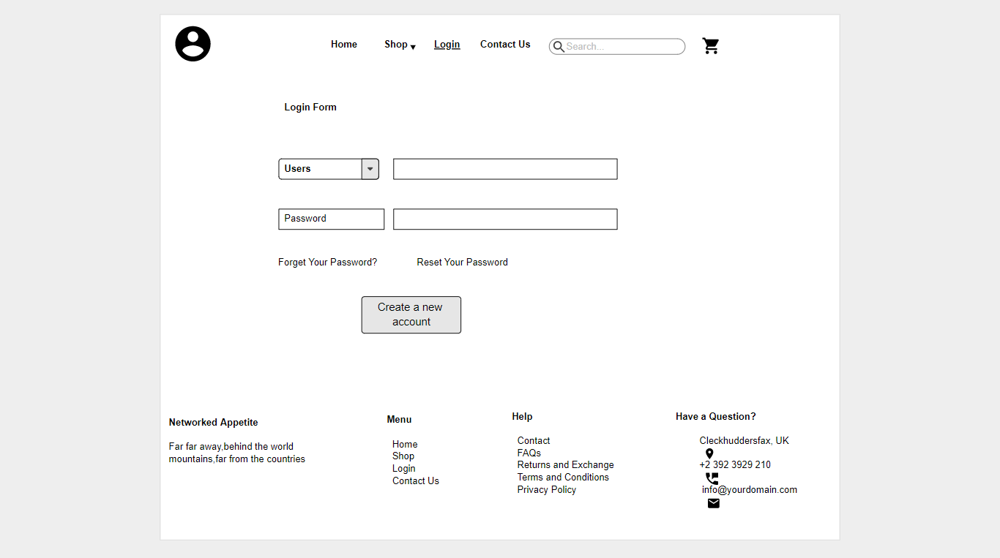 Home
Shop
Login
Contact Us
Search...
Login Form
Users
Password
Forget Your Password?
Reset Your Password
Create a new
account
Networked Appetite
Far far away,behind the world
mountains,far from the countries
Menu
Home
Shop
Login
Contact Us
Help
Contact
FAQs
Returns and Exchange
Terms and Conditions
Privacy Policy
Have a Question?
Cleckhuddersfax, UK
+2 392 3929 210
info@yourdomain.com